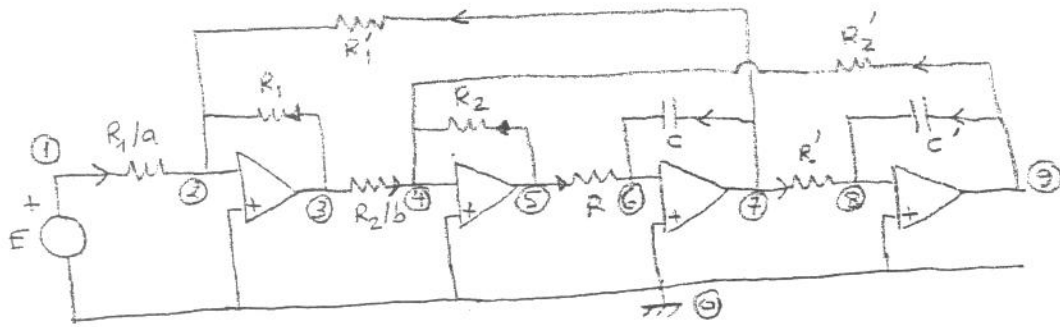 R₁'
R₂'
R₁
R₂
C
C'
①
R₁/a
②
③
R₂/b
④
⑤
R
⑥
⑦
R'
⑧
⑨
+
E
+
+
+
+
⓪